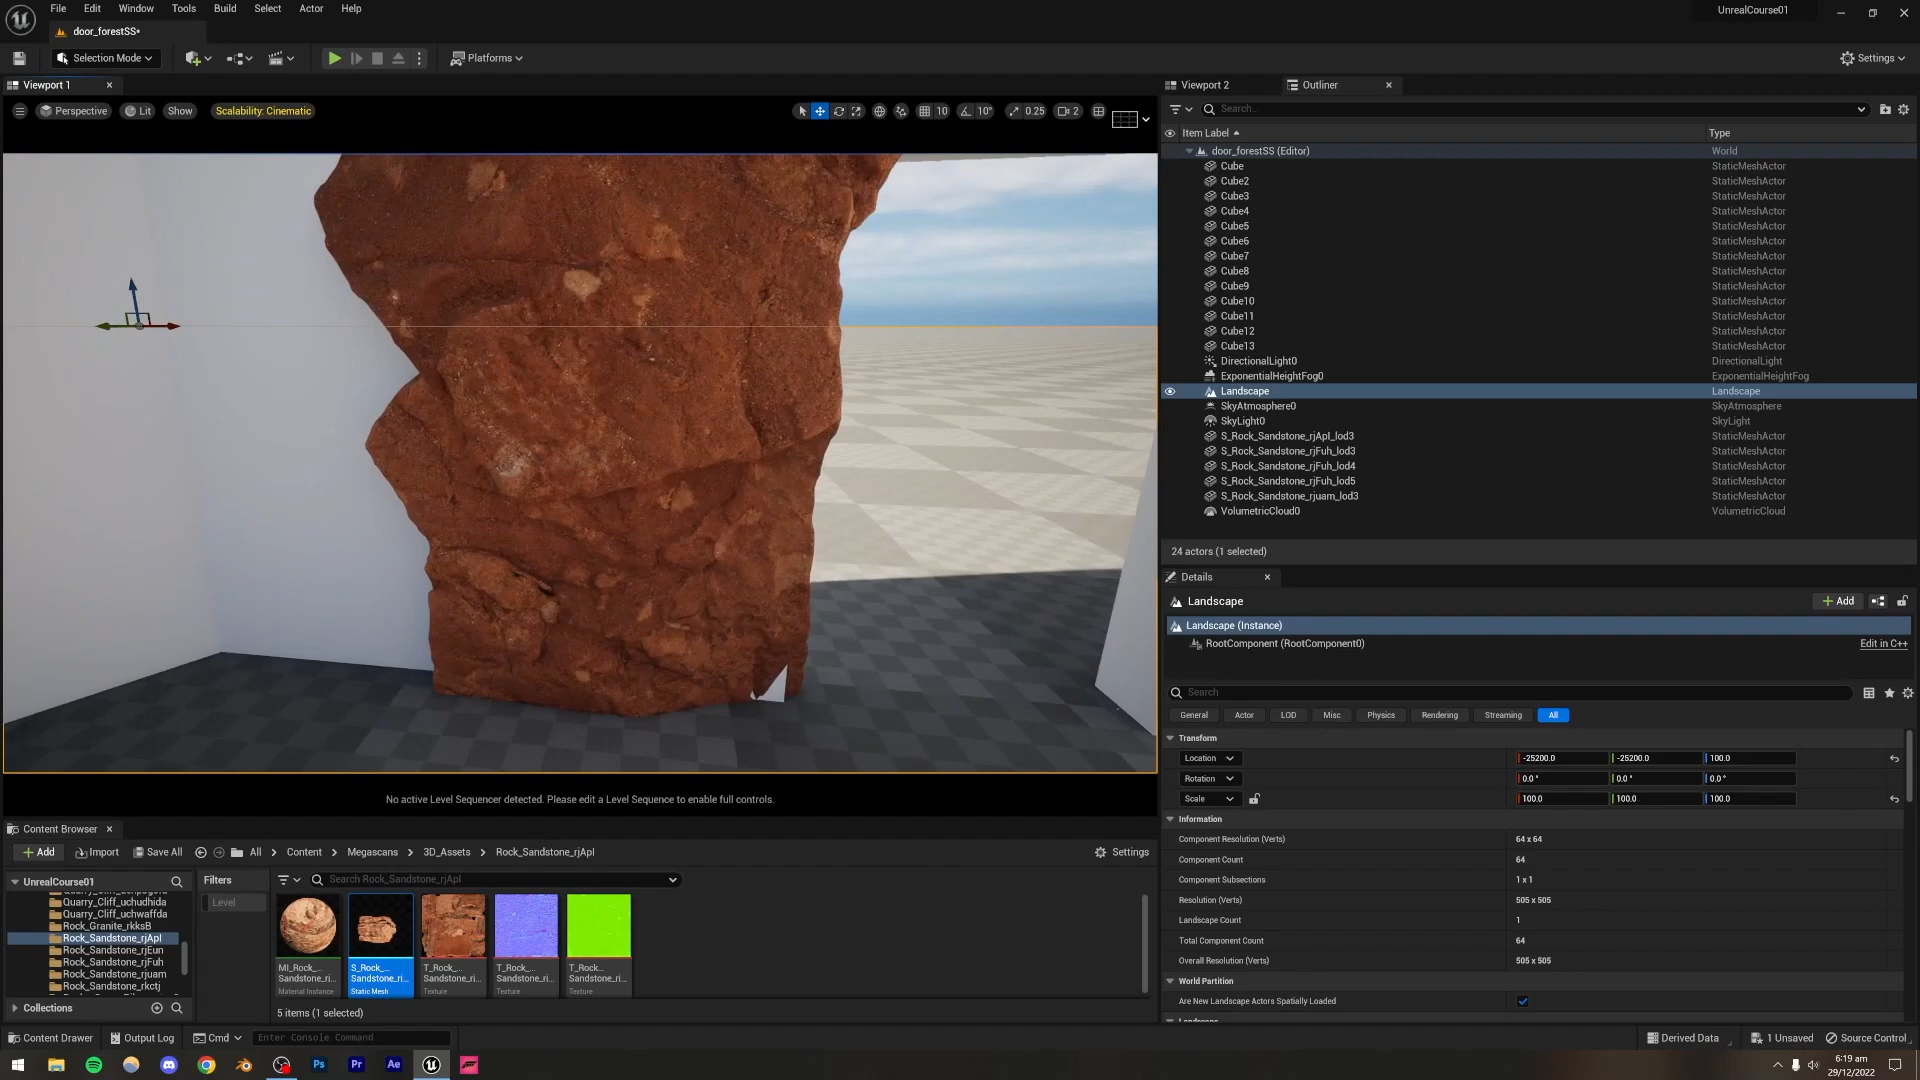 File Edit Window Tools Build Select Actor Help
UnrealCourse01
door_forestSS*
Selection Mode
Platforms
Settings
Viewport 1
Viewport 2
Outliner
Perspective
Lit
Show
Scalability: Cinematic
10
10°
0.25
2
Search...
Item Label
Type
door_forestSS (Editor) World
Cube StaticMeshActor
Cube2 StaticMeshActor
Cube3 StaticMeshActor
Cube4 StaticMeshActor
Cube5 StaticMeshActor
Cube6 StaticMeshActor
Cube7 StaticMeshActor
Cube8 StaticMeshActor
Cube9 StaticMeshActor
Cube10 StaticMeshActor
Cube11 StaticMeshActor
Cube12 StaticMeshActor
Cube13 StaticMeshActor
DirectionalLight0 DirectionalLight
ExponentialHeightFog0 ExponentialHeightFog
Landscape Landscape
SkyAtmosphere0 SkyAtmosphere
SkyLight0 SkyLight
S_Rock_Sandstone_rjApl_lod3 StaticMeshActor
S_Rock_Sandstone_rjFuh_lod3 StaticMeshActor
S_Rock_Sandstone_rjFuh_lod4 StaticMeshActor
S_Rock_Sandstone_rjFuh_lod5 StaticMeshActor
S_Rock_Sandstone_rjuam_lod3 StaticMeshActor
VolumetricCloud0 VolumetricCloud
24 actors (1 selected)
Details
Landscape
Add
Landscape (Instance)
RootComponent (RootComponent0)
Edit in C++
Search
General Actor LOD Misc Physics Rendering Streaming All
Transform
Location -25200.0 -25200.0 100.0
Rotation 0.0 ° 0.0 ° 0.0 °
Scale 100.0 100.0 100.0
Information
Component Resolution (Verts) 64 x 64
Component Count 64
Component Subsections 1 x 1
Resolution (Verts) 505 x 505
Landscape Count 1
Total Component Count 64
Overall Resolution (Verts) 505 x 505
World Partition
Are New Landscape Actors Spatially Loaded
Landscape
No active Level Sequencer detected. Please edit a Level Sequence to enable full controls.
Content Browser
Add Import Save All All Content Megascans 3D_Assets Rock_Sandstone_rjApl
Settings
UnrealCourse01
Quarry_Cliff_uchudhida
Quarry_Cliff_uchwaffda
Rock_Granite_rkksB
Rock_Sandstone_rjApl
Rock_Sandstone_rjEun
Rock_Sandstone_rjFuh
Rock_Sandstone_rjuam
Rock_Sandstone_rkctj
Collections
Filters
Level
Search Rock_Sandstone_rjApl
MI_Rock_... Sandstone_rj... Material Instance
S_Rock_... Sandstone_rj... Static Mesh
T_Rock_... Sandstone_rj... Texture
T_Rock_... Sandstone_rj... Texture
T_Rock_... Sandstone_rj... Texture
5 items (1 selected)
Content Drawer
Output Log
Cmd
Enter Console Command
Derived Data
1 Unsaved
Source Control
Ps
Pr
Ae
6:19 am
29/12/2022